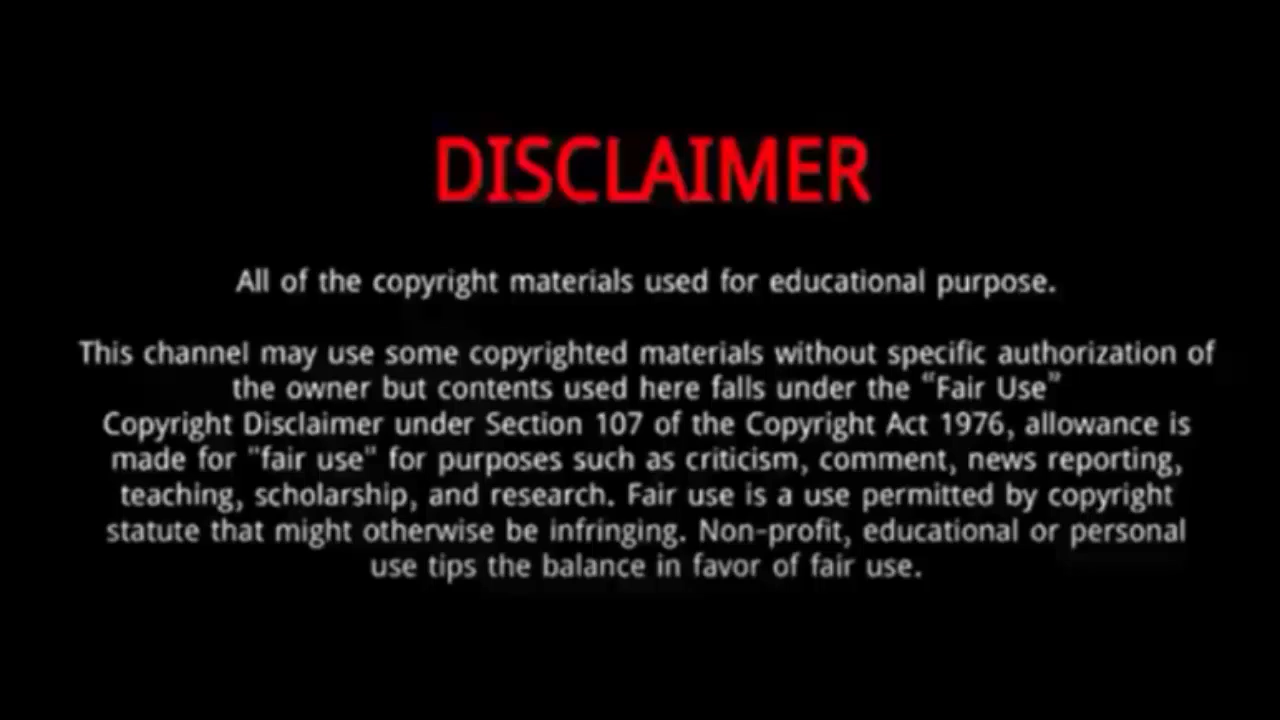 DISCLAIMER
All of the copyright materials used for educational purpose.
This channel may use some copyrighted materials without specific authorization of
the owner but contents used here falls under the “Fair Use”
Copyright Disclaimer under Section 107 of the Copyright Act 1976, allowance is
made for "fair use" for purposes such as criticism, comment, news reporting,
teaching, scholarship, and research. Fair use is a use permitted by copyright
statute that might otherwise be infringing. Non-profit, educational or personal
use tips the balance in favor of fair use.